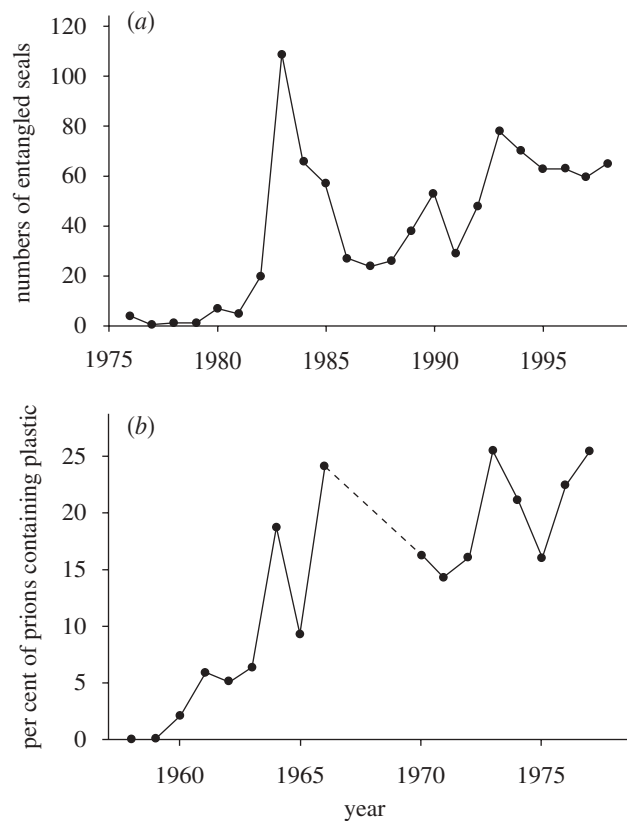 (a)
120
100
80
60
40
20
0
numbers of entangled seals
1975 1980 1985 1990 1995
(b)
25
20
15
10
5
0
per cent of prions containing plastic
1960 1965 1970 1975
year